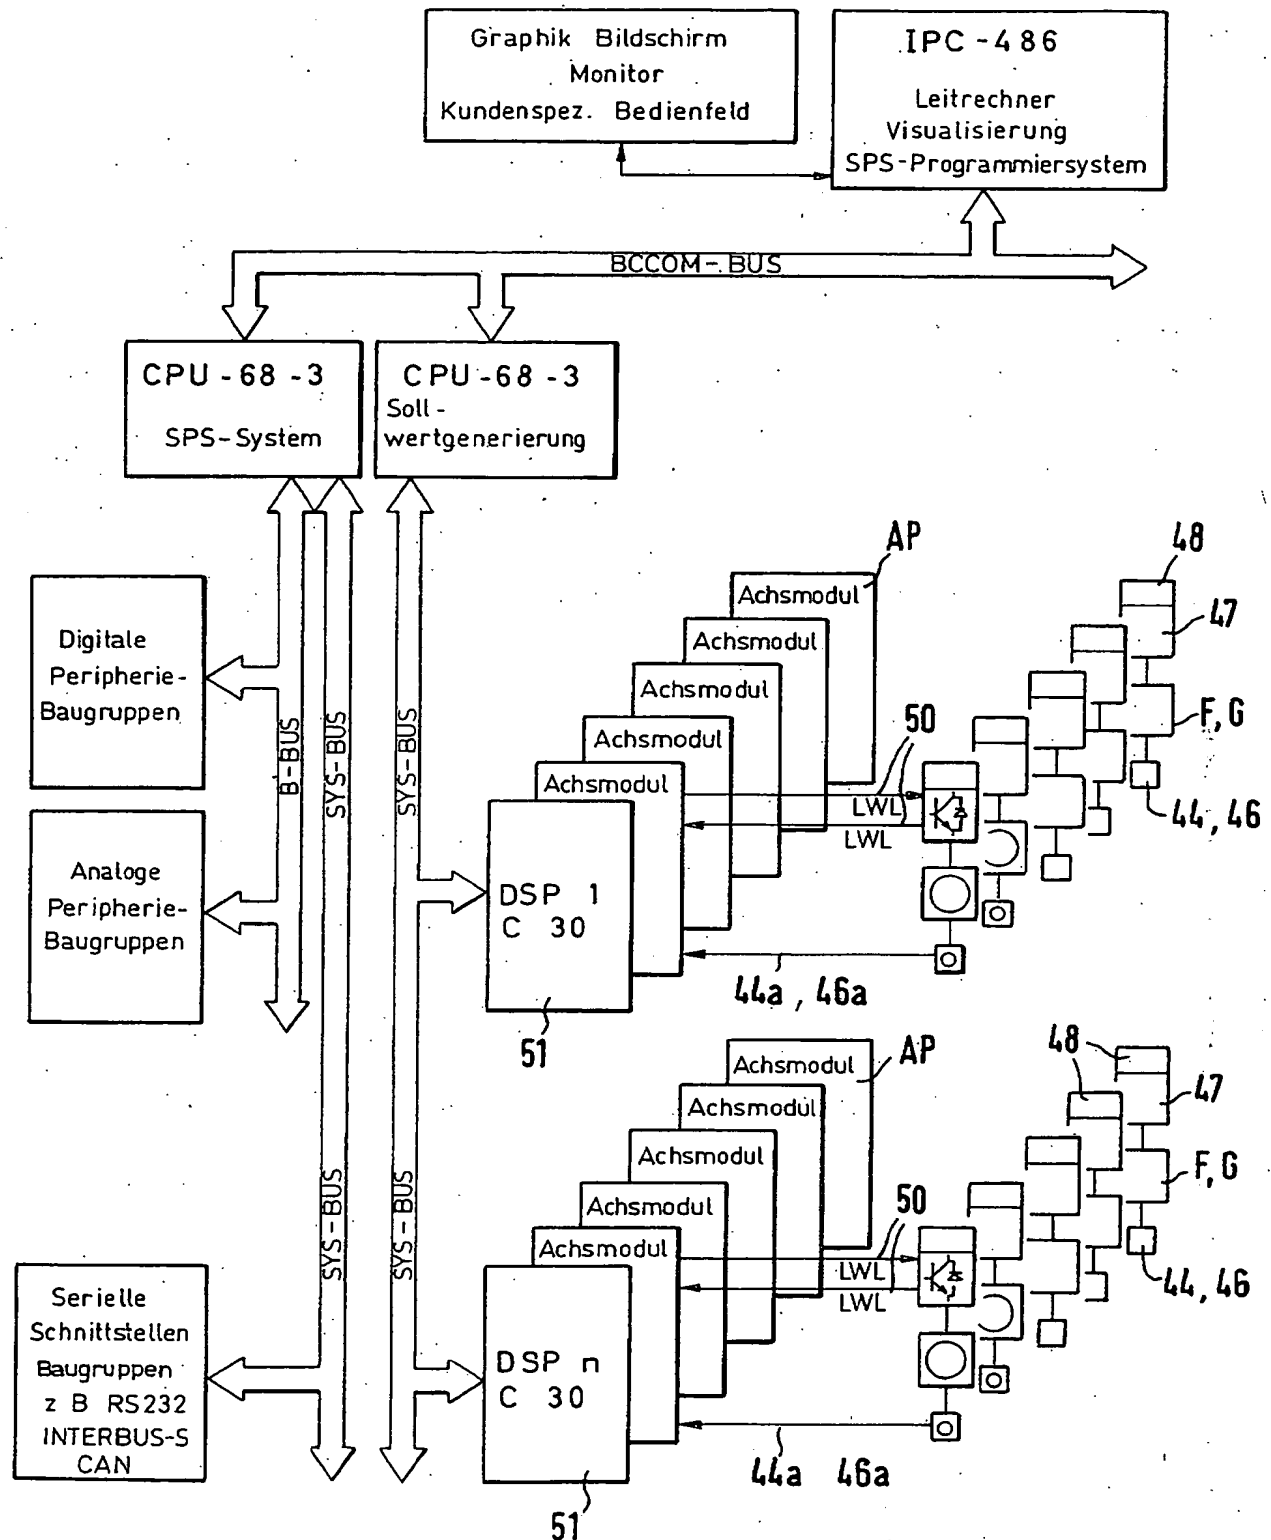 Graphik Bildschirm
Monitor
Kundenspez. Bedienfeld
IPC-486
Leitrechner
Visualisierung
SPS-Programmiersystem
BCCOM-BUS
CPU-68-3
SPS-System
CPU-68-3
Soll-
wertgenerierung
Digitale
Peripherie-
Baugruppen
Analoge
Peripherie-
Baugruppen
Serielle
Schnittstellen
Baugruppen
z B RS232
INTERBUS-S
CAN
B-BUS
SYS-BUS
SYS-BUS
SYS-BUS
SYS-BUS
AP
Achsmodul
Achsmodul
Achsmodul
Achsmodul
Achsmodul
DSP 1
C 30
51
50
LWL
LWL
44a, 46a
48
47
F, G
44, 46
AP
Achsmodul
Achsmodul
Achsmodul
Achsmodul
Achsmodul
DSP n
C 30
51
50
LWL
LWL
44a 46a
48
47
F, G
44, 46